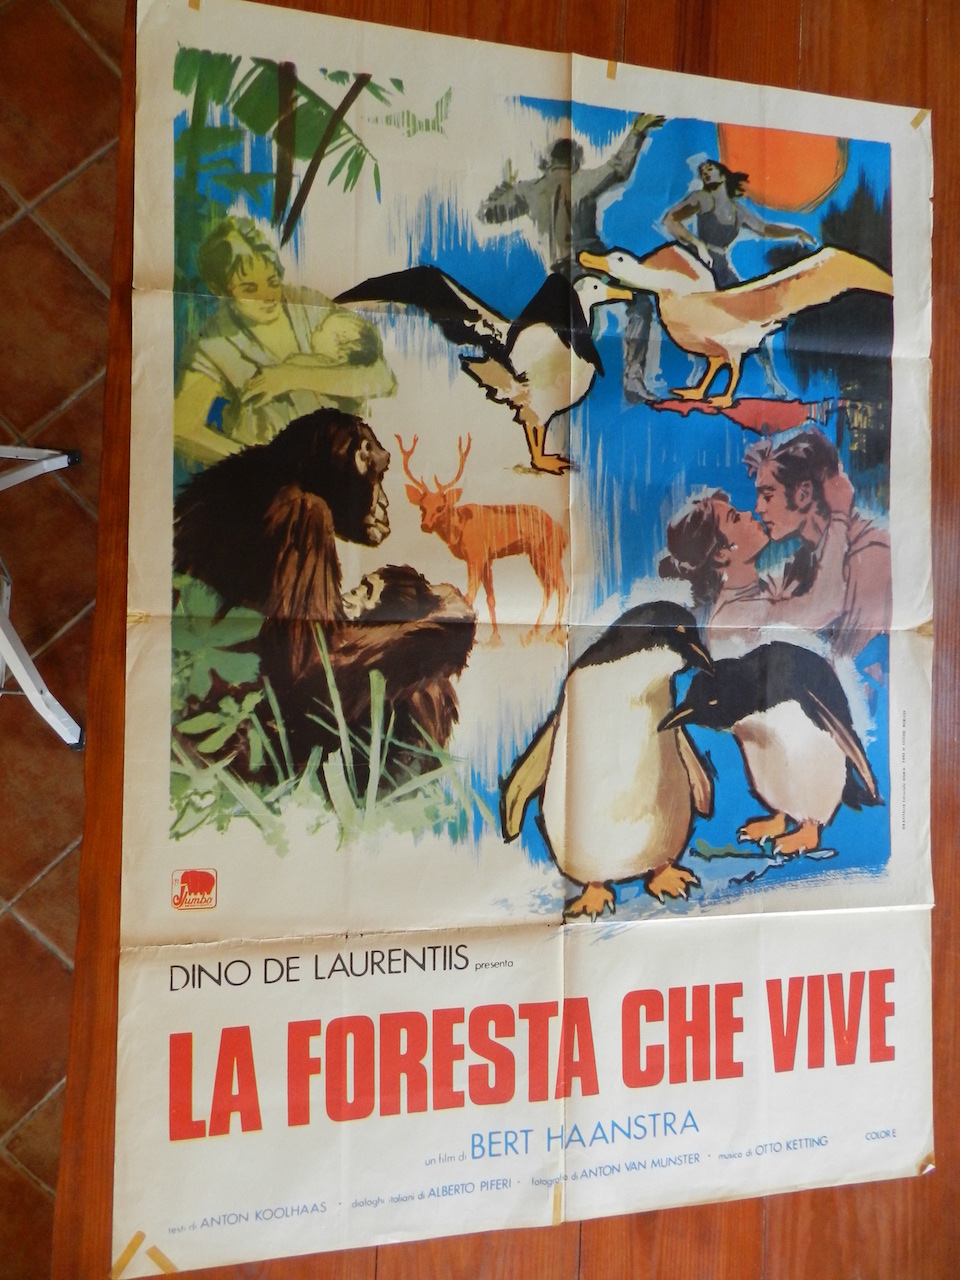 Jumbo
DINO DE LAURENTIIS presenta
LA FORESTA CHE VIVE
un film di BERT HAANSTRA
testi di ANTON KOOLHAAS · dialoghi italiani di ALBERTO PIFERI · fotografia di ANTON VAN MUNSTER · musica di OTTO KETTING COLORE